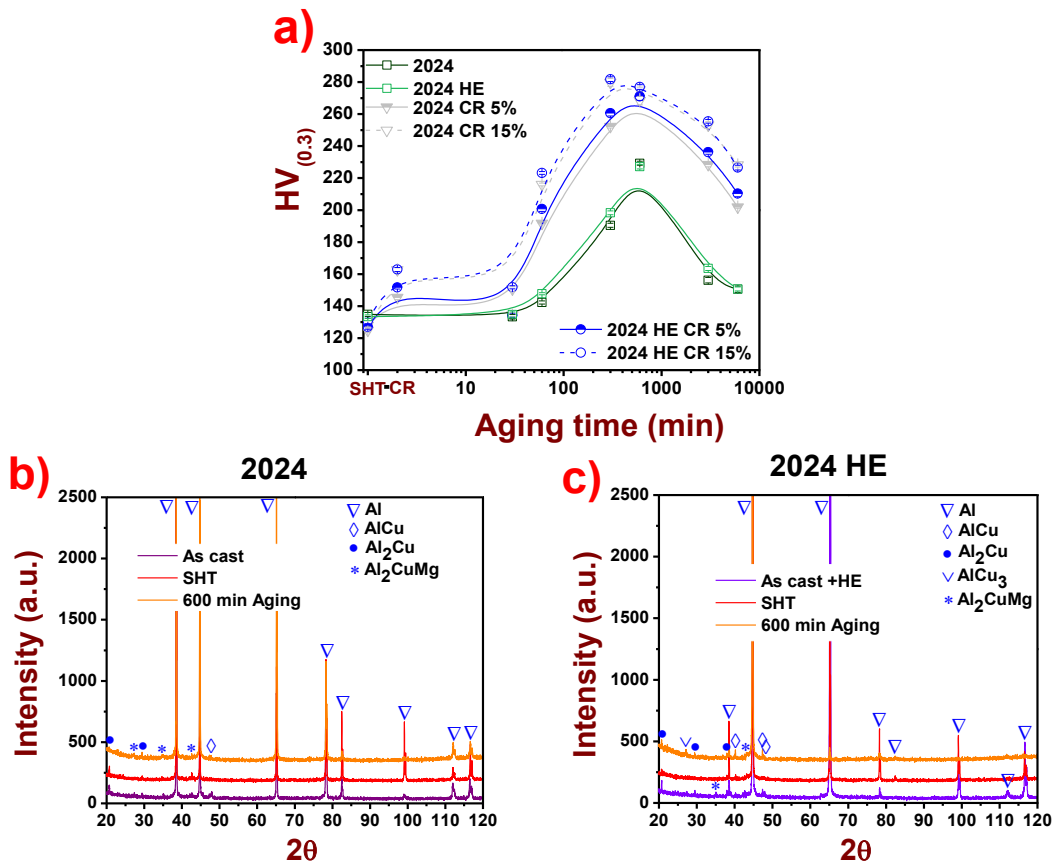 a)
300
280
260
240
220
200
180
160
140
120
100
HV(0.3)
2024
2024 HE
2024 CR 5%
2024 CR 15%
2024 HE CR 5%
2024 HE CR 15%
SHT-CR 10 100 1000 10000
Aging time (min)
b)
2024
2500
2000
1500
1000
500
0
Intensity (a.u.)
Al
AlCu
Al2Cu
Al2CuMg
As cast
SHT
600 min Aging
20 30 40 50 60 70 80 90 100 110 120
2θ
c)
2024 HE
2500
2000
1500
1000
500
0
Intensity (a.u.)
Al
AlCu
Al2Cu
AlCu3
Al2CuMg
As cast +HE
SHT
600 min Aging
20 30 40 50 60 70 80 90 100 110 120
2θ